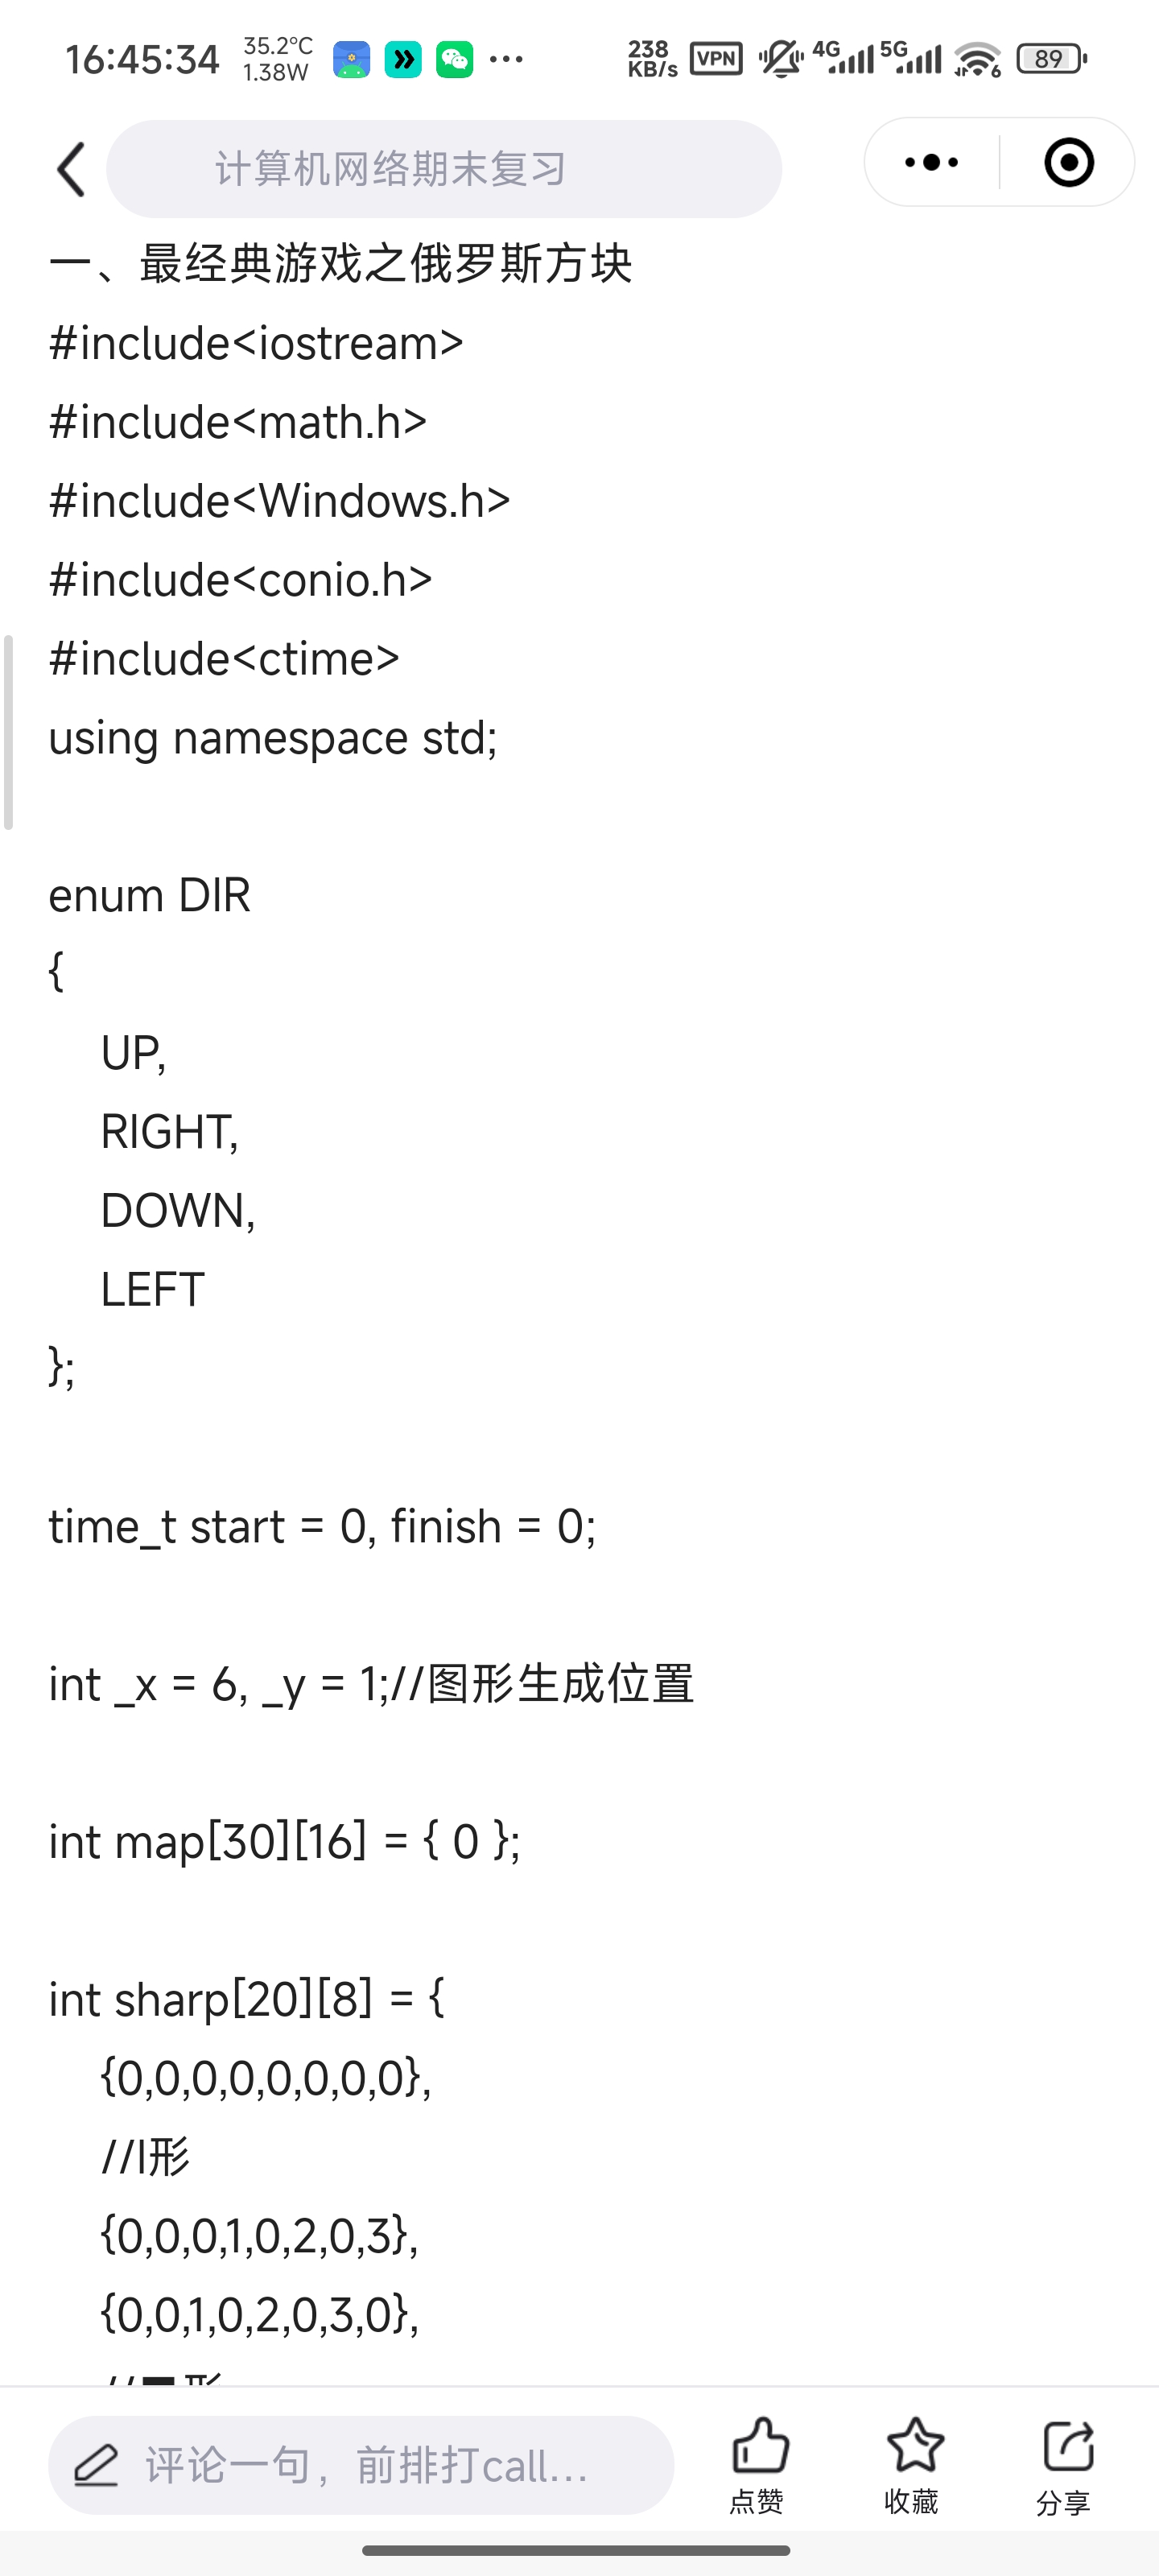 16:45:34 35.2°C 1.38W 238 KB/s VPN 4G 5G 6 89
计算机网络期末复习
一、最经典游戏之俄罗斯方块
#include<iostream>
#include<math.h>
#include<Windows.h>
#include<conio.h>
#include<ctime>
using namespace std;
enum DIR
{
UP,
RIGHT,
DOWN,
LEFT
};
time_t start = 0, finish = 0;
int _x = 6, _y = 1;//图形生成位置
int map[30][16] = { 0 };
int sharp[20][8] = {
{0,0,0,0,0,0,0,0},
//I形
{0,0,0,1,0,2,0,3},
{0,0,1,0,2,0,3,0},
//■形
评论一句，前排打call...
点赞 收藏 分享